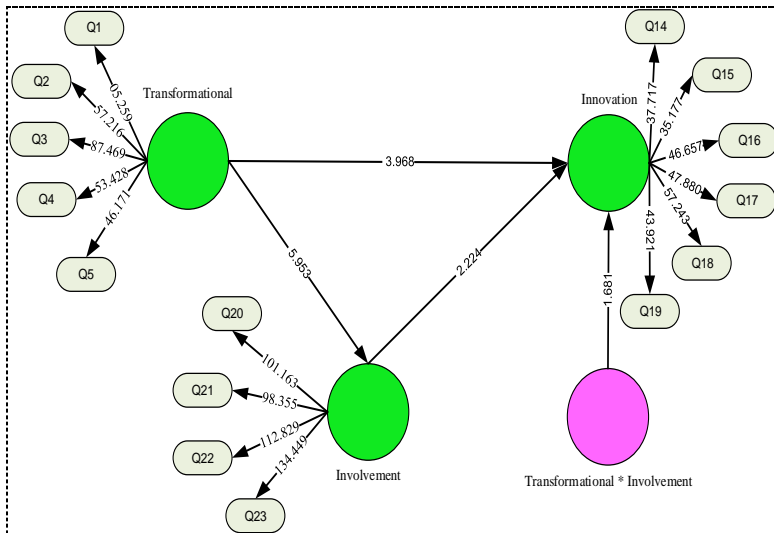 Q1
Q2
Q3
Q4
Q5
Transformational
05.259
57.216
87.469
53.428
46.171
3.968
5.953
2.224
1.681
Innovation
Q14
Q15
Q16
Q17
Q18
Q19
37.717
35.177
46.657
47.880
57.243
43.921
Q20
Q21
Q22
Q23
101.163
98.355
112.829
134.449
Involvement
Transformational * Involvement